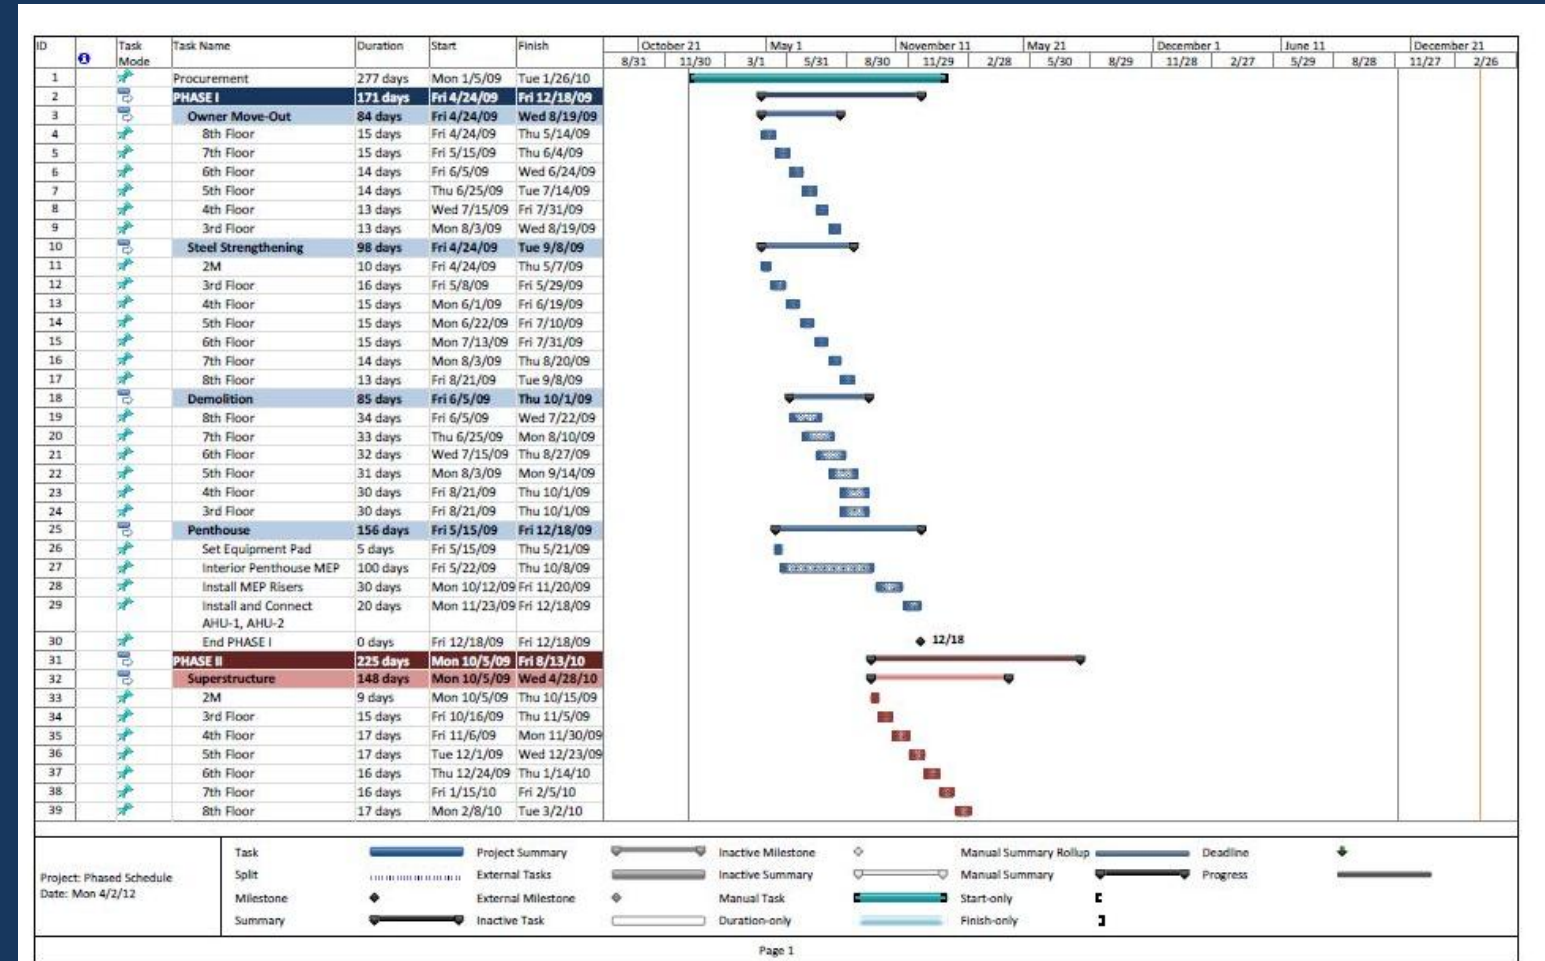 ID Task Mode Task Name Duration Start Finish
October 21 May 1 November 11 May 21 December 1 June 11 December 21
8/31 11/30 3/1 5/31 8/30 11/29 2/28 5/30 8/29 11/28 2/27 5/29 8/28 11/27 2/26
1 Procurement 277 days Mon 1/5/09 Tue 1/26/10
2 PHASE I 171 days Fri 4/24/09 Fri 12/18/09
3 Owner Move-Out 84 days Fri 4/24/09 Wed 8/19/09
4 8th Floor 15 days Fri 4/24/09 Thu 5/14/09
5 7th Floor 15 days Fri 5/15/09 Thu 6/4/09
6 6th Floor 14 days Fri 6/5/09 Wed 6/24/09
7 5th Floor 14 days Thu 6/25/09 Tue 7/14/09
8 4th Floor 13 days Wed 7/15/09 Fri 7/31/09
9 3rd Floor 13 days Mon 8/3/09 Wed 8/19/09
10 Steel Strengthening 98 days Fri 4/24/09 Tue 9/8/09
11 2M 10 days Fri 4/24/09 Thu 5/7/09
12 3rd Floor 16 days Fri 5/8/09 Fri 5/29/09
13 4th Floor 15 days Mon 6/1/09 Fri 6/19/09
14 5th Floor 15 days Mon 6/22/09 Fri 7/10/09
15 6th Floor 15 days Mon 7/13/09 Fri 7/31/09
16 7th Floor 14 days Mon 8/3/09 Thu 8/20/09
17 8th Floor 13 days Fri 8/21/09 Tue 9/8/09
18 Demolition 85 days Fri 6/5/09 Thu 10/1/09
19 8th Floor 34 days Fri 6/5/09 Wed 7/22/09
20 7th Floor 33 days Thu 6/25/09 Mon 8/10/09
21 6th Floor 32 days Wed 7/15/09 Thu 8/27/09
22 5th Floor 31 days Mon 8/3/09 Mon 9/14/09
23 4th Floor 30 days Fri 8/21/09 Thu 10/1/09
24 3rd Floor 30 days Fri 8/21/09 Thu 10/1/09
25 Penthouse 156 days Fri 5/15/09 Fri 12/18/09
26 Set Equipment Pad 5 days Fri 5/15/09 Thu 5/21/09
27 Interior Penthouse MEP 100 days Fri 5/22/09 Thu 10/8/09
28 Install MEP Risers 30 days Mon 10/12/09 Fri 11/20/09
29 Install and Connect 20 days Mon 11/23/09 Fri 12/18/09
AHU-1, AHU-2
30 End PHASE I 0 days Fri 12/18/09 Fri 12/18/09 12/18
31 PHASE II 225 days Mon 10/5/09 Fri 8/13/10
32 Superstructure 148 days Mon 10/5/09 Wed 4/28/10
33 2M 9 days Mon 10/5/09 Thu 10/15/09
34 3rd Floor 15 days Fri 10/16/09 Thu 11/5/09
35 4th Floor 17 days Fri 11/6/09 Mon 11/30/09
36 5th Floor 17 days Tue 12/1/09 Wed 12/23/09
37 6th Floor 16 days Thu 12/24/09 Thu 1/14/10
38 7th Floor 16 days Fri 1/15/10 Fri 2/5/10
39 8th Floor 17 days Mon 2/8/10 Tue 3/2/10
Project: Phased Schedule
Date: Mon 4/2/12
Task Project Summary Inactive Milestone Manual Summary Rollup Deadline
Split External Tasks Inactive Summary Manual Summary Progress
Milestone External Milestone Manual Task Start-only
Summary Inactive Task Duration-only Finish-only
Page 1